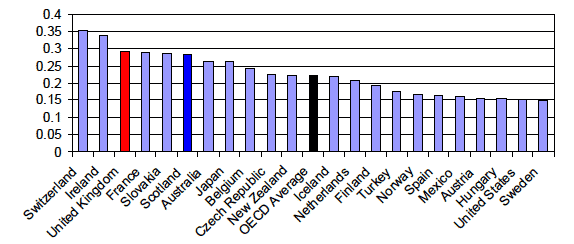 0.4
0.35
0.3
0.25
0.2
0.15
0.1
0.05
0
Switzerland
Ireland
United Kingdom
France
Slovakia
Scotland
Australia
Japan
Belgium
Czech Republic
New Zealand
OECD Average
Iceland
Netherlands
Finland
Turkey
Norway
Spain
Mexico
Austria
Hungary
United States
Sweden